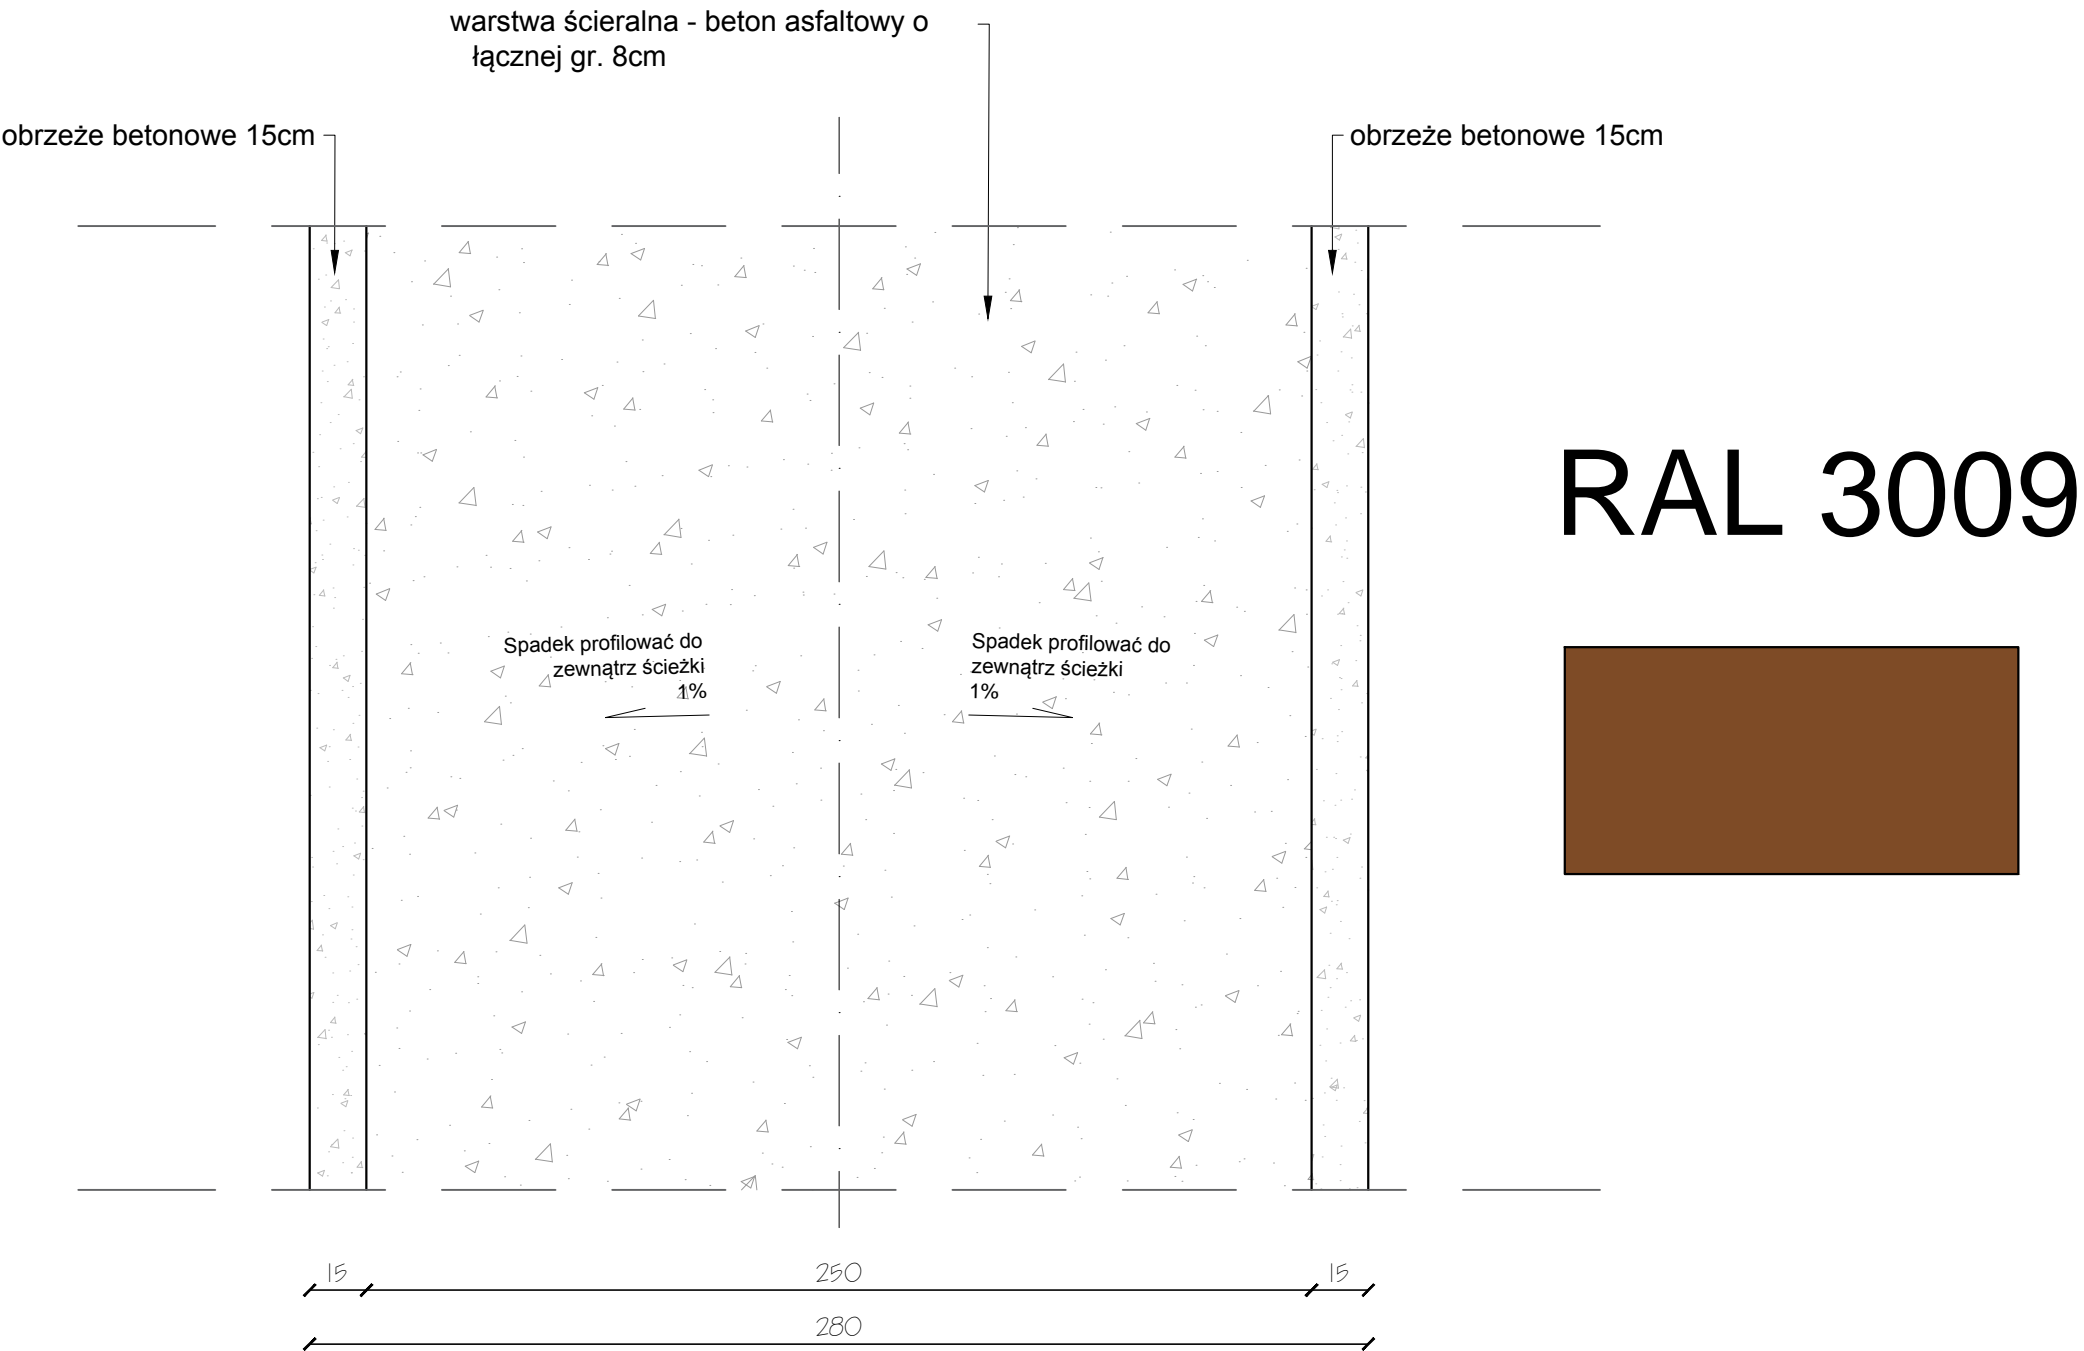 warstwa ścieralna - beton asfaltowy o
łącznej gr. 8cm
obrzeże betonowe 15cm
obrzeże betonowe 15cm
RAL 3009
Spadek profilować do
zewnątrz ścieżki
1%
Spadek profilować do
zewnątrz ścieżki
1%
15
250
15
280